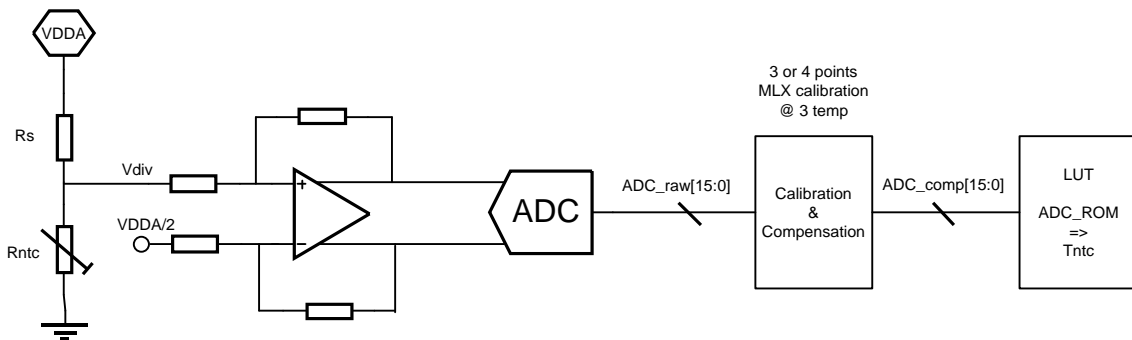 VDDA
3 or 4 points
MLX calibration
@ 3 temp
Rs
Vdiv
+
ADC
ADC_raw[15:0]
Calibration
&
Compensation
ADC_comp[15:0]
LUT
ADC_ROM
=>
Tntc
VDDA/2
−
Rntc